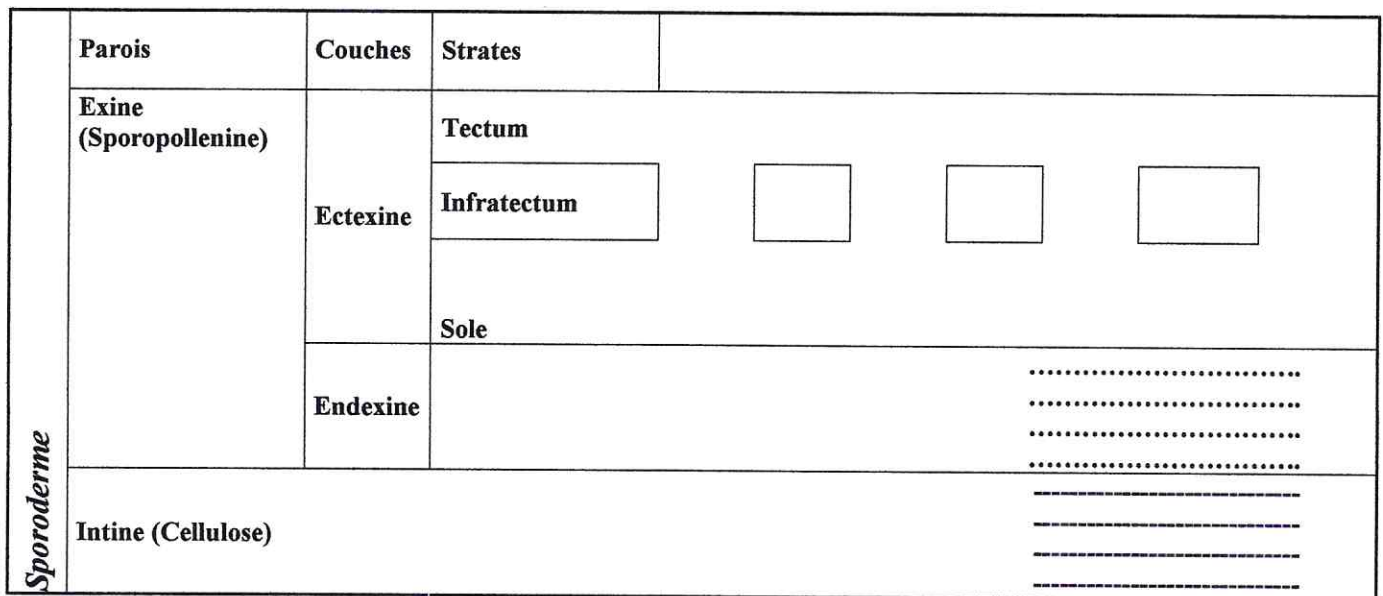 Parois Couches Strates
Exine
(Sporopollenine)
Tectum
Ectexine
Infratectum
Sole
Endexine
Sporoderme
Intine (Cellulose)